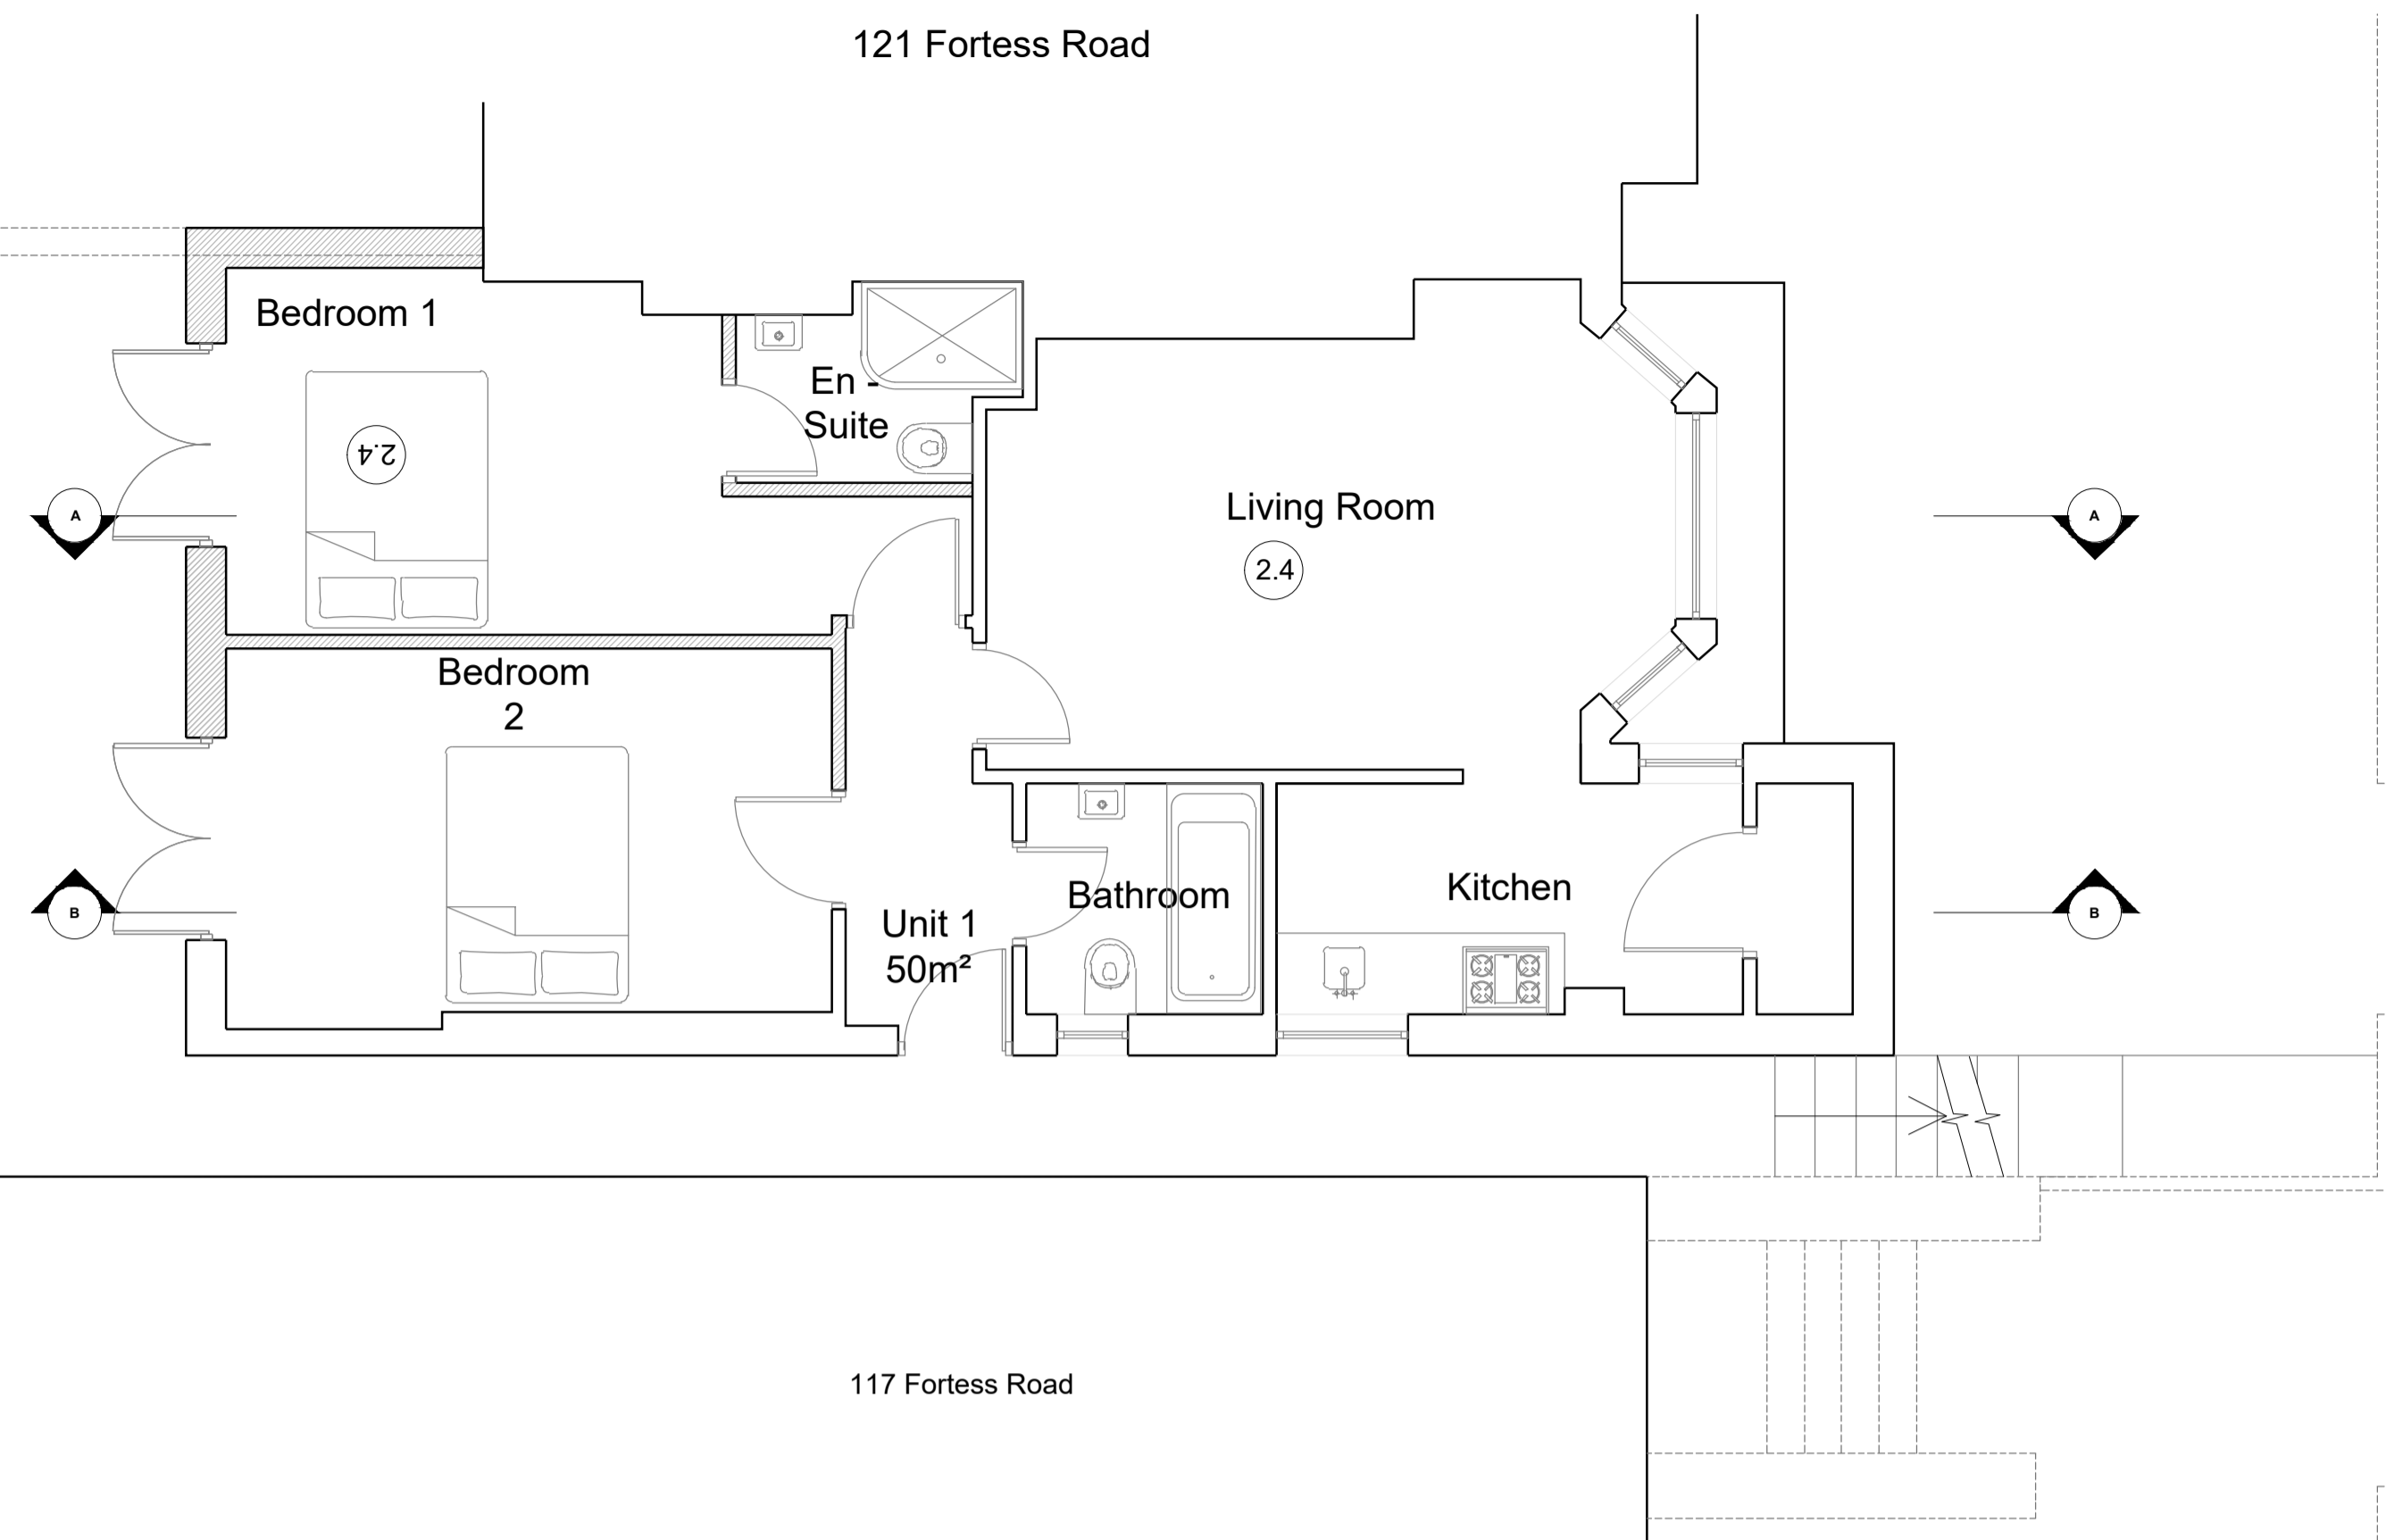 121 Fortess Road
Bedroom 1
En -
Suite
2.4
A
A
Living Room
2.4
Bedroom
2
B
B
Unit 1
50m²
Bathroom
Kitchen
117 Fortess Road